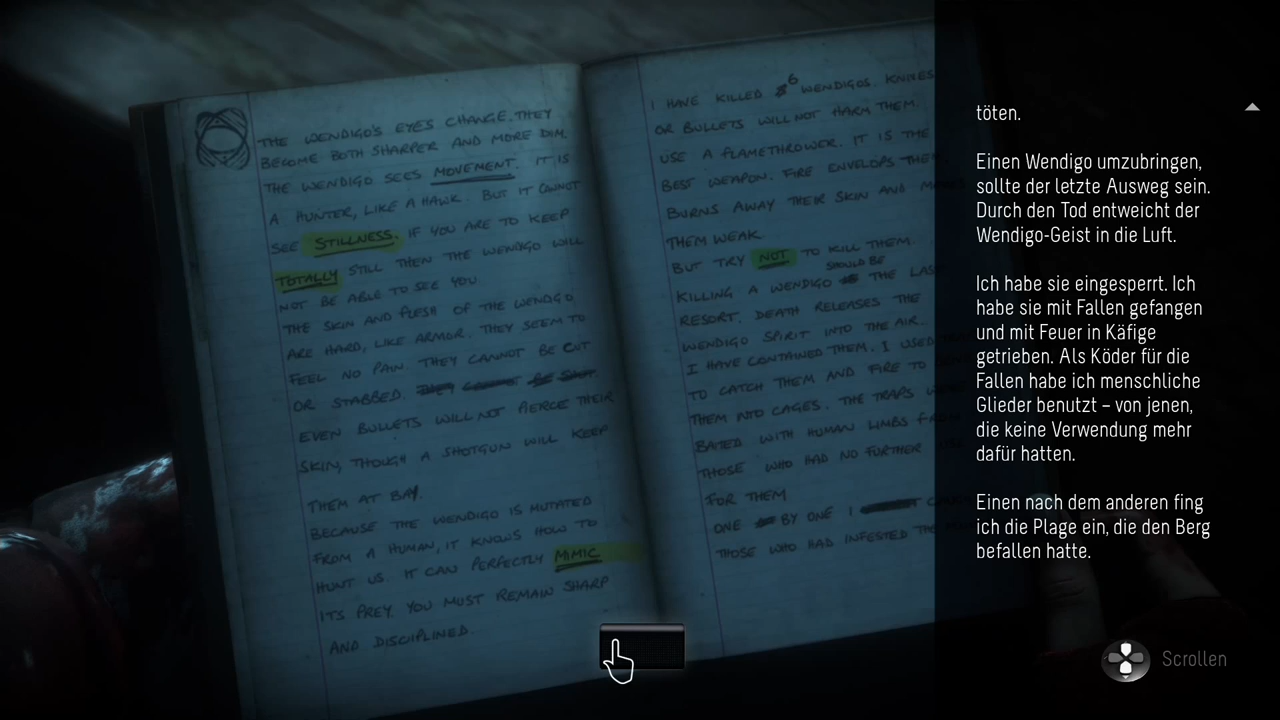 THE WENDIGO'S EYES CHANGE. THEY
BECOME BOTH SHARPER AND MORE DIM.
THE WENDIGO SEES MOVEMENT. IT IS
A HUNTER, LIKE A HAWK. BUT IT CANNOT
SEE STILLNESS. IF YOU ARE TO KEEP
TOTALLY STILL THEN THE WENDIGO WILL
NOT BE ABLE TO SEE YOU.
THE SKIN AND FLESH OF THE WENDIGO
ARE HARD, LIKE ARMOR. THEY SEEM TO
FEEL NO PAIN THEY CANNOT BE CUT
OR STABBED. THEY CANNOT BE SHOT.
EVEN BULLETS WILL NOT PIERCE THEIR
SKIN, THOUGH A SHOTGUN WILL KEEP
THEM AT BAY.
BECAUSE THE WENDIGO IS MUTATED
FROM A HUMAN, IT KNOWS HOW TO
HUNT US. IT CAN PERFECTLY MIMIC
ITS PREY. YOU MUST REMAIN SHARP
AND DISCIPLINED.
I HAVE KILLED 6 WENDIGOS. KNIVES
OR BULLETS WILL NOT HARM THEM.
USE A FLAMETHROWER. IT IS THE
BEST WEAPON. FIRE ENVELOPS THEM,
BURNS AWAY THEIR SKIN AND MAKES
THEM WEAK.
BUT TRY NOT TO KILL THEM.
KILLING A WENDIGO SHOULD BE THE LAST
RESORT. DEATH RELEASES THE
WENDIGO SPIRIT INTO THE AIR.
I HAVE CONTAINED THEM. I USED
TO CATCH THEM AND FIRE TO
THEM INTO CAGES. THE TRAPS WERE
BAITED WITH HUMAN LIMBS FROM
THOSE WHO HAD NO FURTHER USE
FOR THEM
ONE BY ONE I
THOSE WHO HAD INFESTED THE
töten.
Einen Wendigo umzubringen,
sollte der letzte Ausweg sein.
Durch den Tod entweicht der
Wendigo-Geist in die Luft.
Ich habe sie eingesperrt. Ich
habe sie mit Fallen gefangen
und mit Feuer in Käfige
getrieben. Als Köder für die
Fallen habe ich menschliche
Glieder benutzt – von jenen,
die keine Verwendung mehr
dafür hatten.
Einen nach dem anderen fing
ich die Plage ein, die den Berg
befallen hatte.
Scrollen